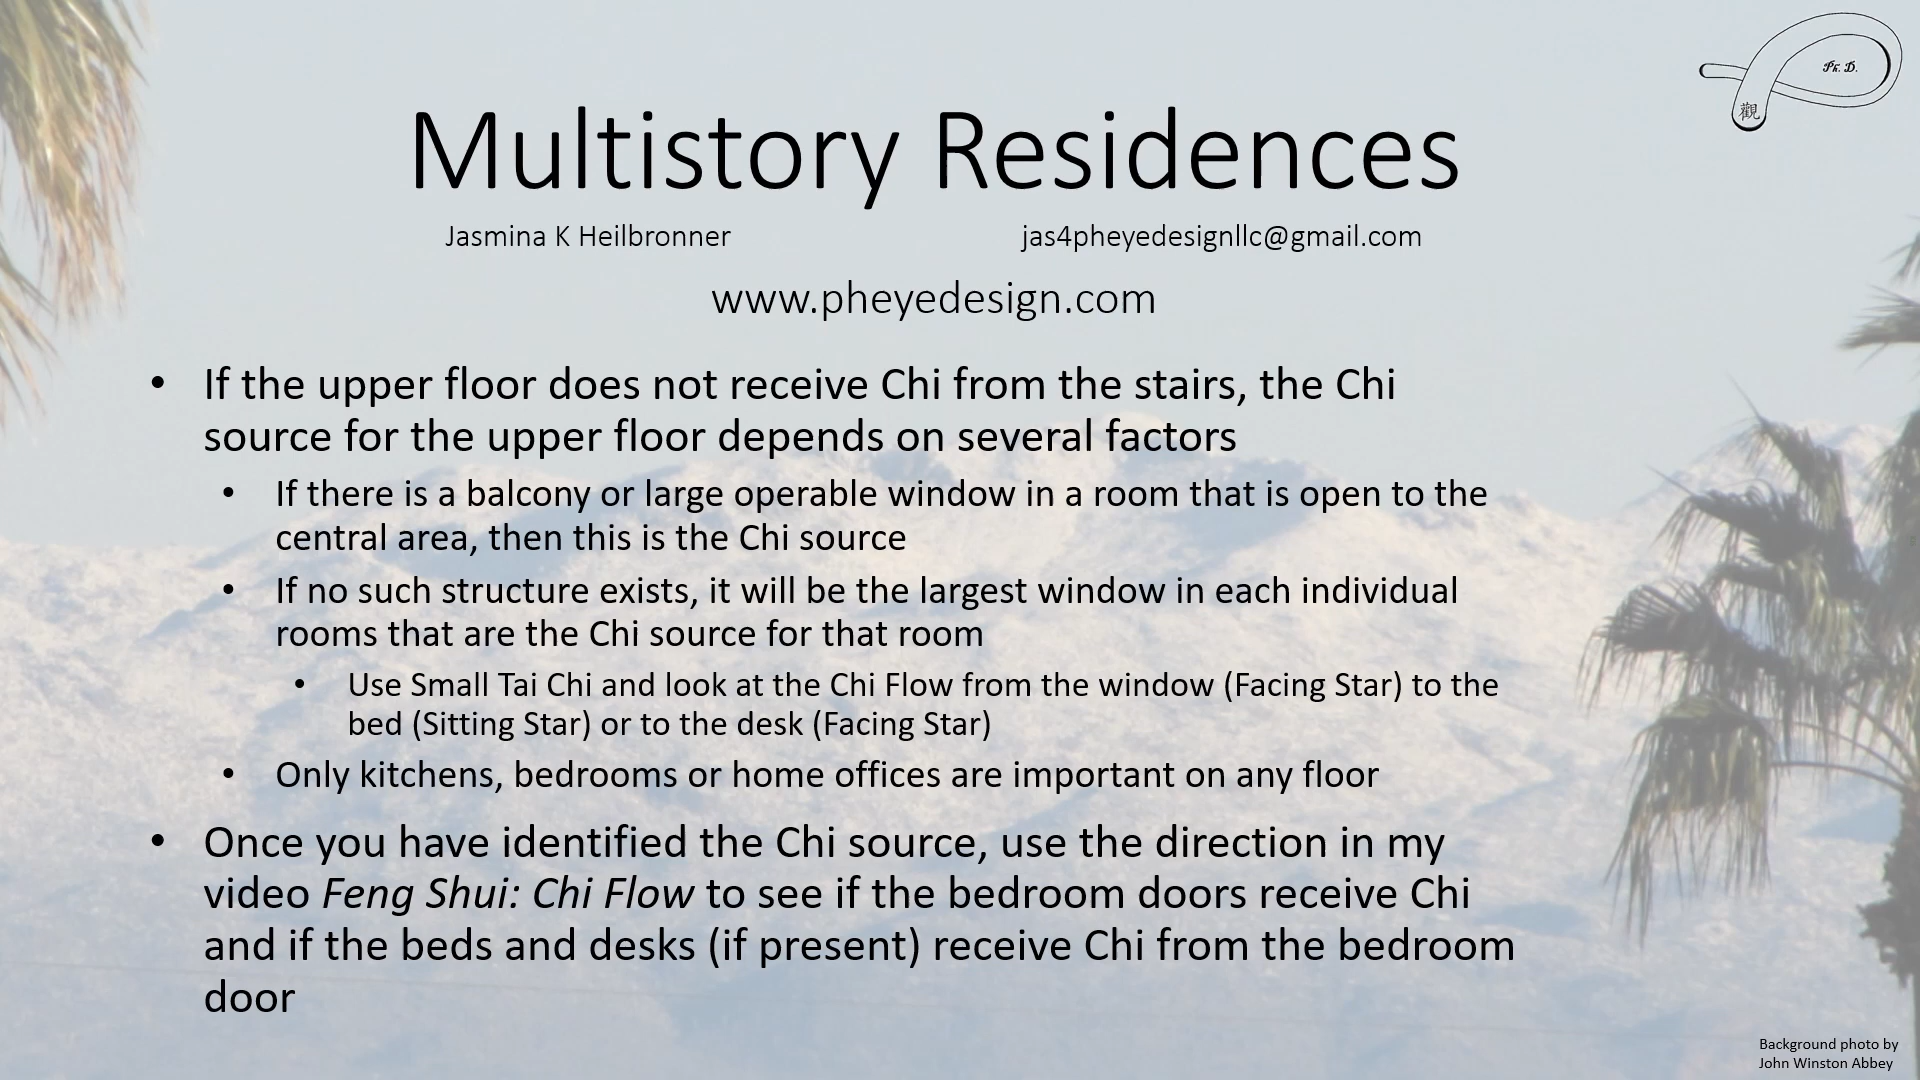 Ph.D.
觀
Multistory Residences
Jasmina K Heilbronner
jas4pheyedesignllc@gmail.com
www.pheyedesign.com
• If the upper floor does not receive Chi from the stairs, the Chi
source for the upper floor depends on several factors
• If there is a balcony or large operable window in a room that is open to the
central area, then this is the Chi source
• If no such structure exists, it will be the largest window in each individual
rooms that are the Chi source for that room
• Use Small Tai Chi and look at the Chi Flow from the window (Facing Star) to the
bed (Sitting Star) or to the desk (Facing Star)
• Only kitchens, bedrooms or home offices are important on any floor
• Once you have identified the Chi source, use the direction in my
video Feng Shui: Chi Flow to see if the bedroom doors receive Chi
and if the beds and desks (if present) receive Chi from the bedroom
door
Background photo by
John Winston Abbey